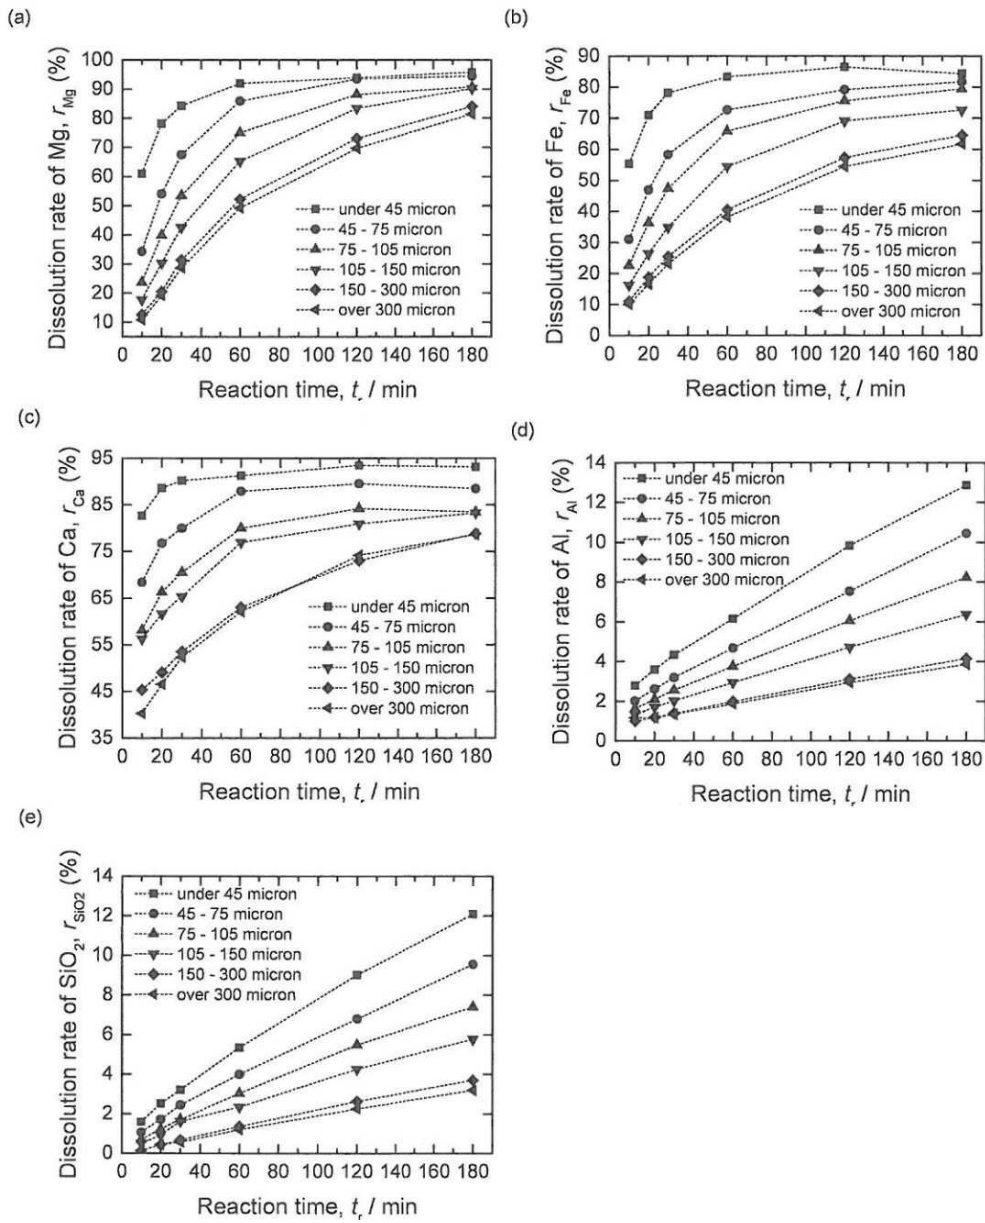 (a)
Dissolution rate of Mg, r_Mg (%)
100
90
80
70
60
50
40
30
20
10
0 20 40 60 80 100 120 140 160 180
Reaction time, t_r / min
under 45 micron
45 - 75 micron
75 - 105 micron
105 - 150 micron
150 - 300 micron
over 300 micron
(b)
Dissolution rate of Fe, r_Fe (%)
90
80
70
60
50
40
30
20
10
0
0 20 40 60 80 100 120 140 160 180
Reaction time, t_r / min
under 45 micron
45 - 75 micron
75 - 105 micron
105 - 150 micron
150 - 300 micron
over 300 micron
(c)
Dissolution rate of Ca, r_Ca (%)
95
85
75
65
55
45
35
0 20 40 60 80 100 120 140 160 180
Reaction time, t_r / min
under 45 micron
45 - 75 micron
75 - 105 micron
105 - 150 micron
150 - 300 micron
over 300 micron
(d)
Dissolution rate of Al, r_Al (%)
14
12
10
8
6
4
2
0
0 20 40 60 80 100 120 140 160 180
Reaction time, t_r / min
under 45 micron
45 - 75 micron
75 - 105 micron
105 - 150 micron
150 - 300 micron
over 300 micron
(e)
Dissolution rate of SiO2, r_SiO2 (%)
14
12
10
8
6
4
2
0
0 20 40 60 80 100 120 140 160 180
Reaction time, t_r / min
under 45 micron
45 - 75 micron
75 - 105 micron
105 - 150 micron
150 - 300 micron
over 300 micron